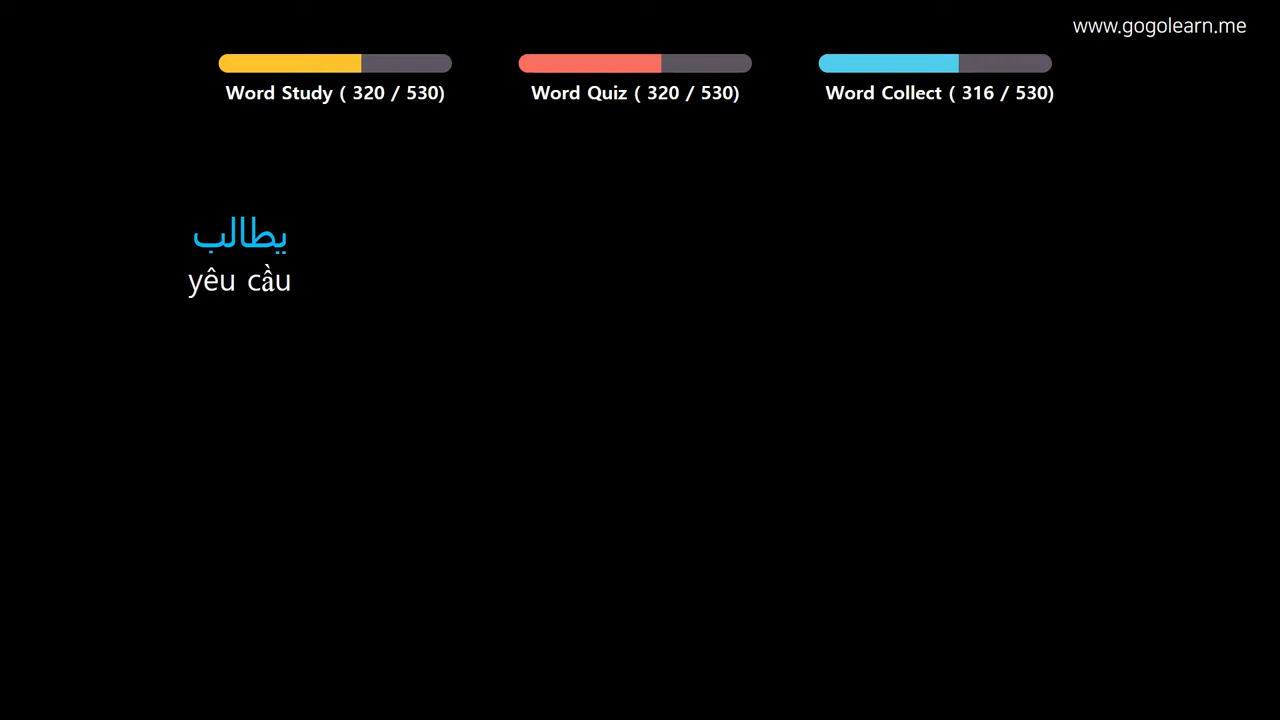 www.gogolearn.me
Word Study ( 320 / 530)
Word Quiz ( 320 / 530)
Word Collect ( 316 / 530)
يطالب
yêu cầu